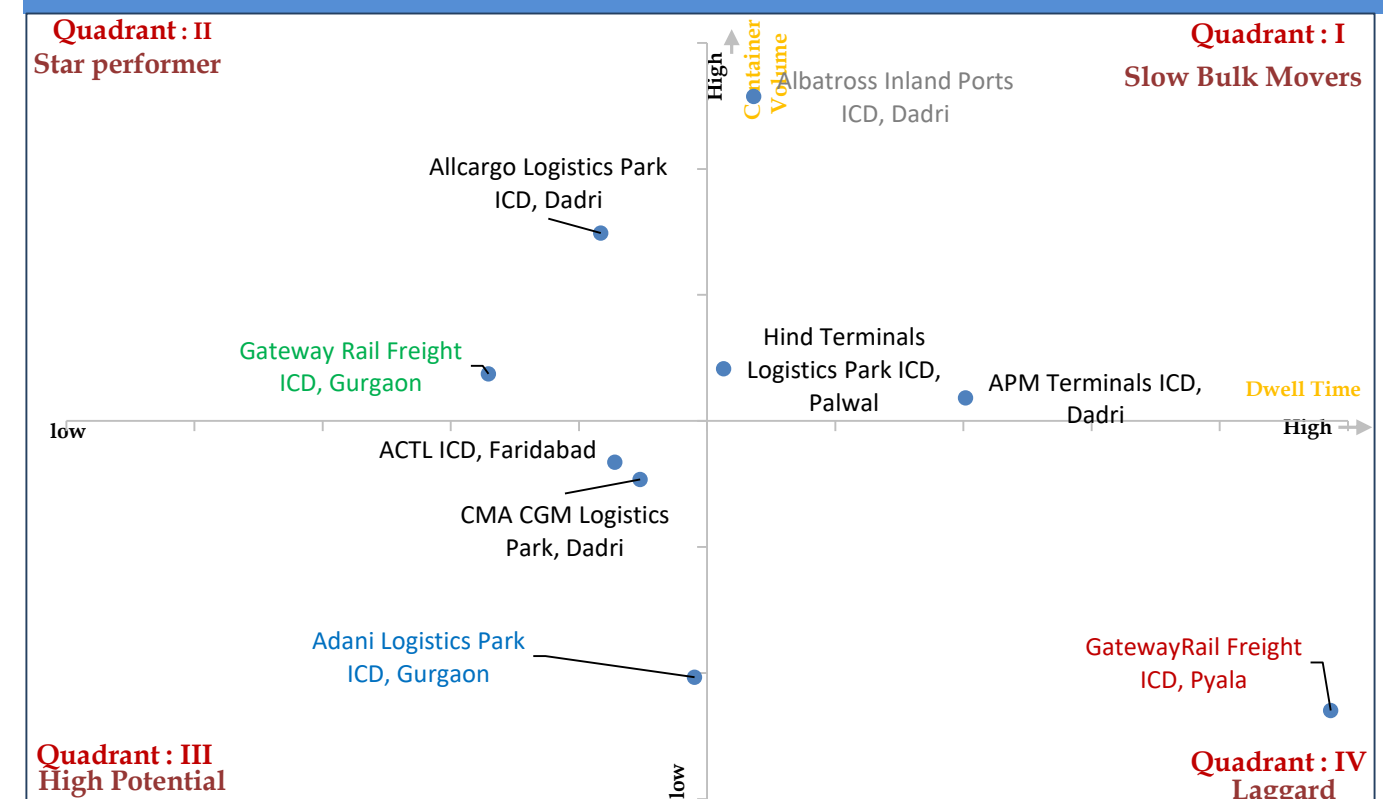 Quadrant : II
Star performer
Quadrant : I
Slow Bulk Movers
High
Container
Volume
Albatross Inland Ports
ICD, Dadri
Allcargo Logistics Park
ICD, Dadri
Gateway Rail Freight
ICD, Gurgaon
Hind Terminals
Logistics Park ICD,
Palwal
APM Terminals ICD,
Dadri
Dwell Time
High
low
ACTL ICD, Faridabad
CMA CGM Logistics
Park, Dadri
Adani Logistics Park
ICD, Gurgaon
GatewayRail Freight
ICD, Pyala
Quadrant : III
High Potential
low
Quadrant : IV
Laggard